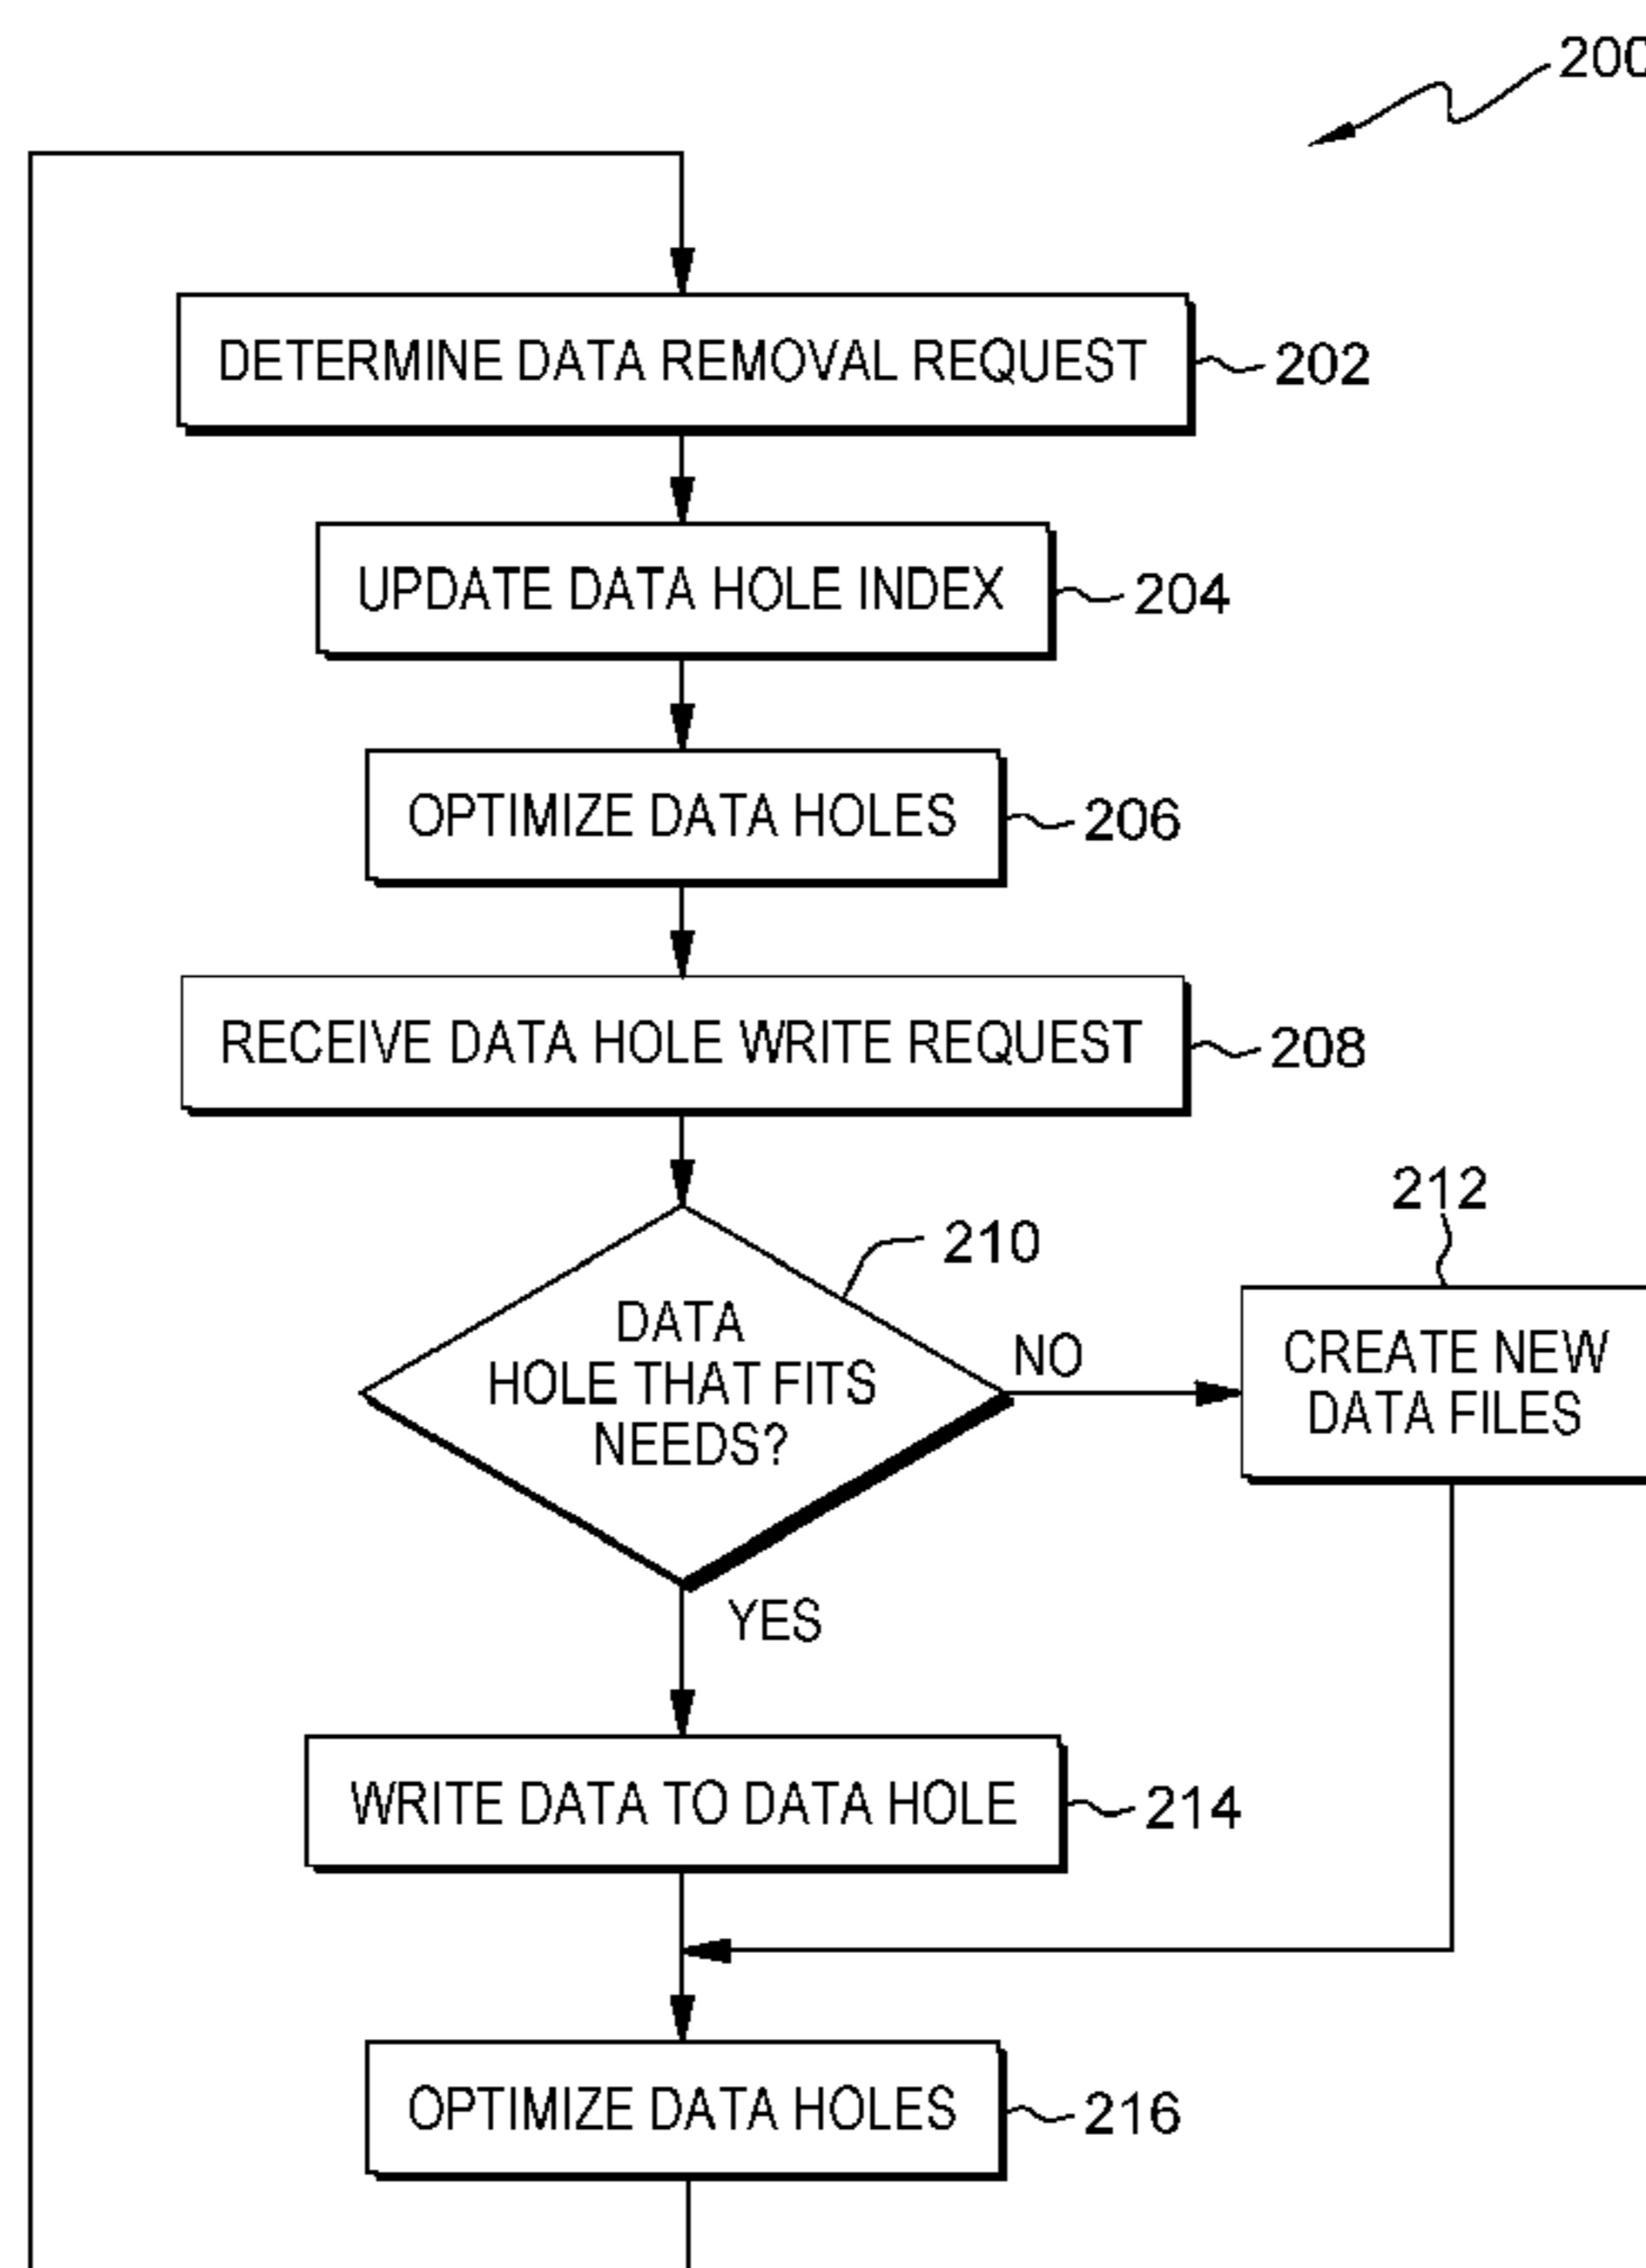 200
DETERMINE DATA REMOVAL REQUEST
202
UPDATE DATA HOLE INDEX
204
OPTIMIZE DATA HOLES
206
RECEIVE DATA HOLE WRITE REQUEST
208
212
210
DATA
HOLE THAT FITS
NEEDS?
NO
CREATE NEW
DATA FILES
YES
WRITE DATA TO DATA HOLE
214
OPTIMIZE DATA HOLES
216